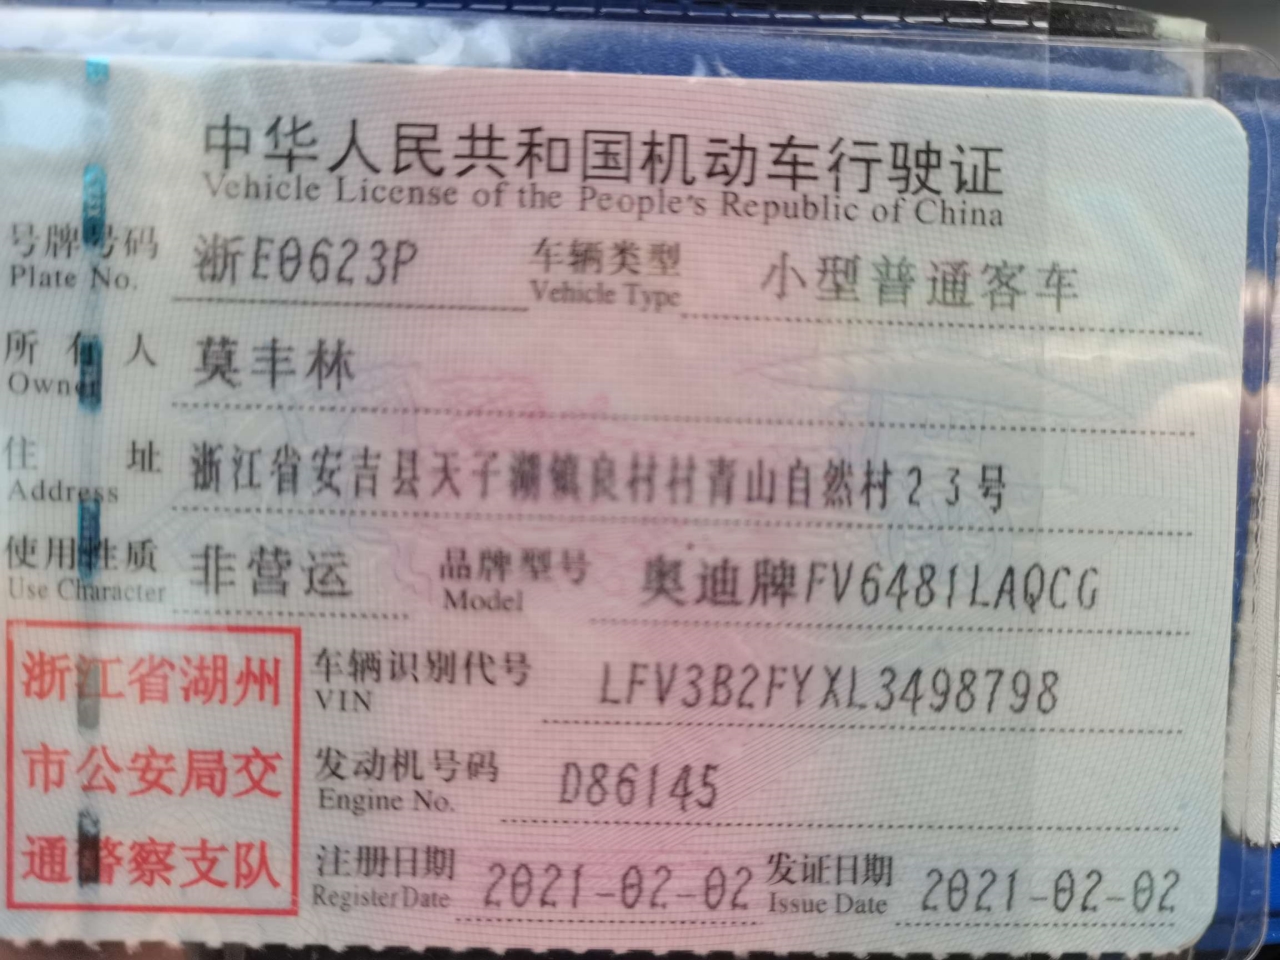 中华人民共和国机动车行驶证
Vehicle License of the People's Republic of China
号牌号码 浙E0623P 车辆类型 小型普通客车
Plate No. Vehicle Type
所有人 莫丰林
Owner
住址 浙江省安吉县天子湖镇良村村青山自然村23号
Address
使用性质 非营运 品牌型号 奥迪牌FV6481LAQCG
Use Character Model
浙江省湖州
市公安局交
通警察支队
车辆识别代号 LFV3B2FYXL3498798
VIN
发动机号码 D86145
Engine No.
注册日期 2021-02-02 发证日期 2021-02-02
Register Date Issue Date